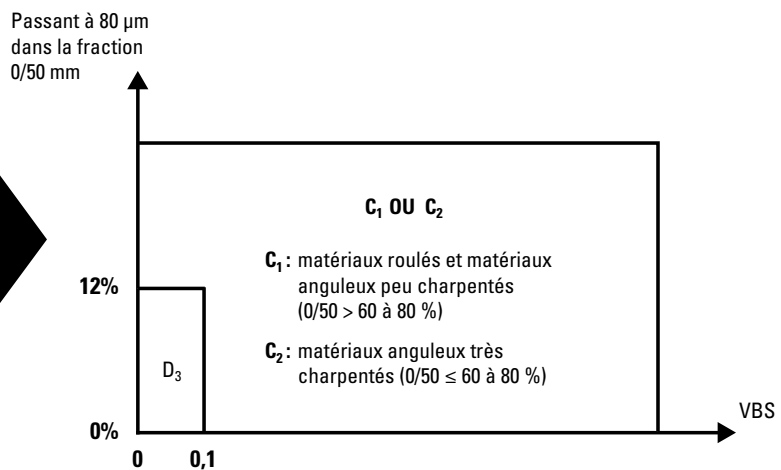 Passant à 80 µm
dans la fraction
0/50 mm
C₁ OU C₂
C₁ : matériaux roulés et matériaux
anguleux peu charpentés
(0/50 > 60 à 80 %)
12%
C₂ : matériaux anguleux très
charpentés (0/50 ≤ 60 à 80 %)
D₃
VBS
0%
0
0,1